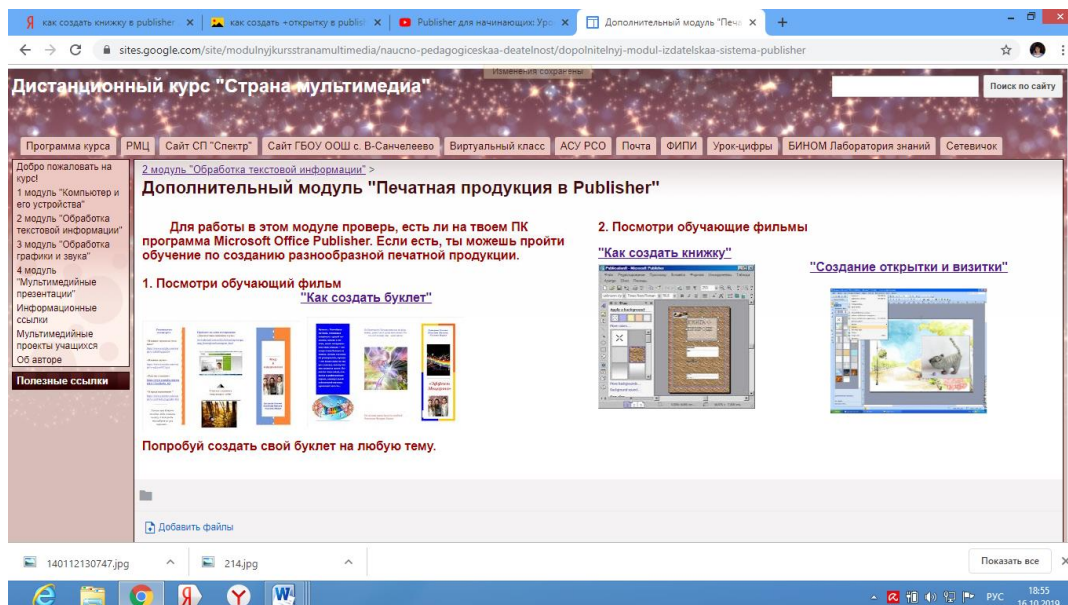 как создать книжку в publisher
как создать +открытку в publis
Publisher для начинающих: Уро
Дополнительный модуль "Печа
sites.google.com/site/modulnyjkursstranamultimedia/naucno-pedagogiceskaa-deatelnost/dopolnitelnyj-modul-izdatelskaa-sistema-publisher
Изменения сохранены
Дистанционный курс "Страна мультимедиа"
Поиск по сайту
Программа курса
РМЦ
Сайт СП "Спектр"
Сайт ГБОУ ООШ с. В-Санчелеево
Виртуальный класс
АСУ РСО
Почта
ФИПИ
Урок-цифры
БИНОМ Лаборатория знаний
Сетевичок
Добро пожаловать на
курс!
1 модуль "Компьютер и
его устройства"
2 модуль "Обработка
текстовой информации"
3 модуль "Обработка
графики и звука"
4 модуль
"Мультимедийные
презентации"
Информационные
ссылки
Мультимедийные
проекты учащихся
Об авторе
Полезные ссылки
2 модуль "Обработка текстовой информации" >
Дополнительный модуль "Печатная продукция в Publisher"
Для работы в этом модуле проверь, есть ли на твоем ПК
программа Microsoft Office Publisher. Если есть, ты можешь пройти
обучение по созданию разнообразной печатной продукции.
1. Посмотри обучающий фильм
"Как создать буклет"
Попробуй создать свой буклет на любую тему.
2. Посмотри обучающие фильмы
"Как создать книжку"
"Создание открытки и визитки"
Добавить файлы
140112130747.jpg
214.jpg
Показать все
РУС
18:55
16.10.2019